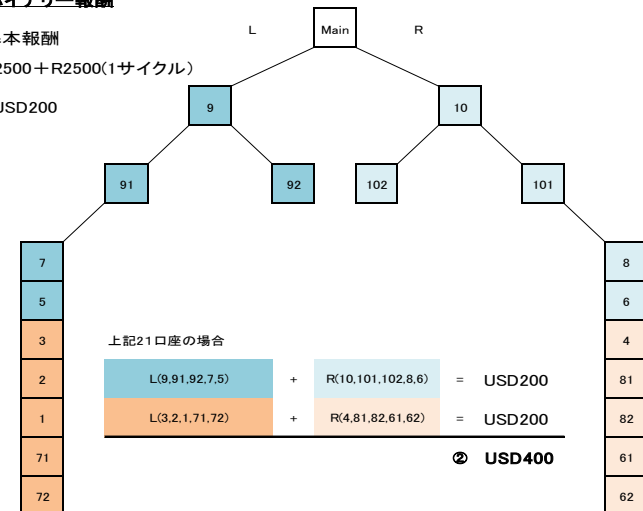 バイナリー報酬
本報酬
2500＋R2500(1サイクル)
USD200
L
Main
R
9
10
91
92
102
101
7
8
5
6
3
4
上記21口座の場合
2
L(9,91,92,7,5)
+
R(10,101,102,8,6)
=
USD200
81
1
L(3,2,1,71,72)
+
R(4,81,82,61,62)
=
USD200
82
71
② USD400
61
72
62